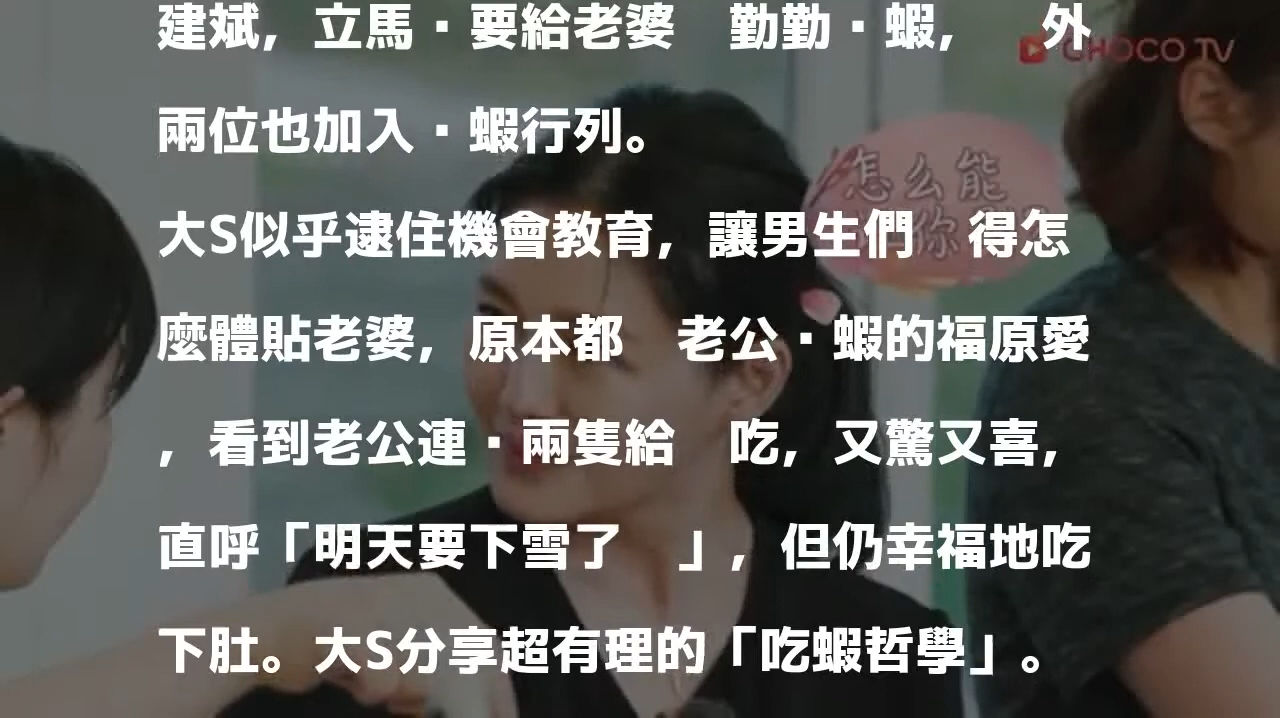 建斌，立馬▪要給老婆　勤勤▪蝦，　外
CHOCO TV
兩位也加入▪蝦行列。
怎么能
你
大S似乎逮住機會教育，讓男生們　得怎
麼體貼老婆，原本都　老公▪蝦的福原愛
，看到老公連▪兩隻給　吃，又驚又喜，
直呼「明天要下雪了　」，但仍幸福地吃
下肚。大S分享超有理的「吃蝦哲學」。